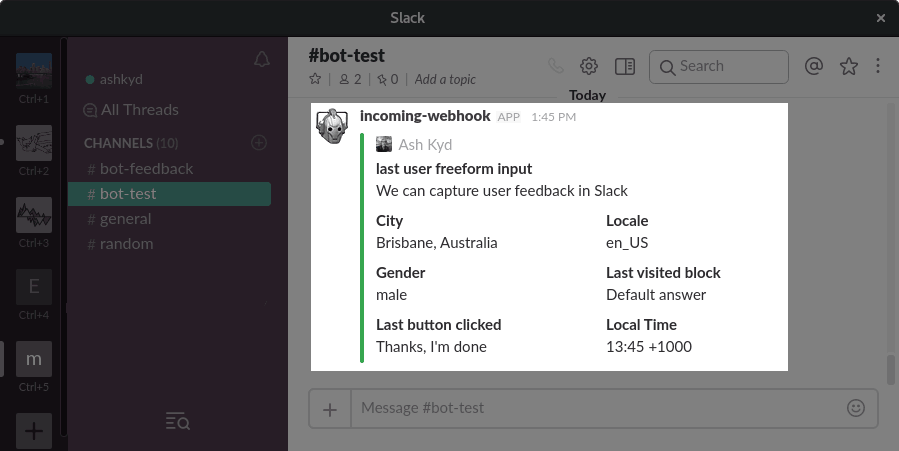 Slack
×
Ctrl+1
Ctrl+2
Ctrl+3
E
Ctrl+4
m
Ctrl+5
+
ashkyd
All Threads
CHANNELS (10)
# bot-feedback
# bot-test
# general
# random
#bot-test
2 | 0 | Add a topic
Search
@
Today
incoming-webhook APP 1:45 PM
Ash Kyd
last user freeform input
We can capture user feedback in Slack
City Locale
Brisbane, Australia en_US
Gender Last visited block
male Default answer
Last button clicked Local Time
Thanks, I'm done 13:45 +1000
+ Message #bot-test